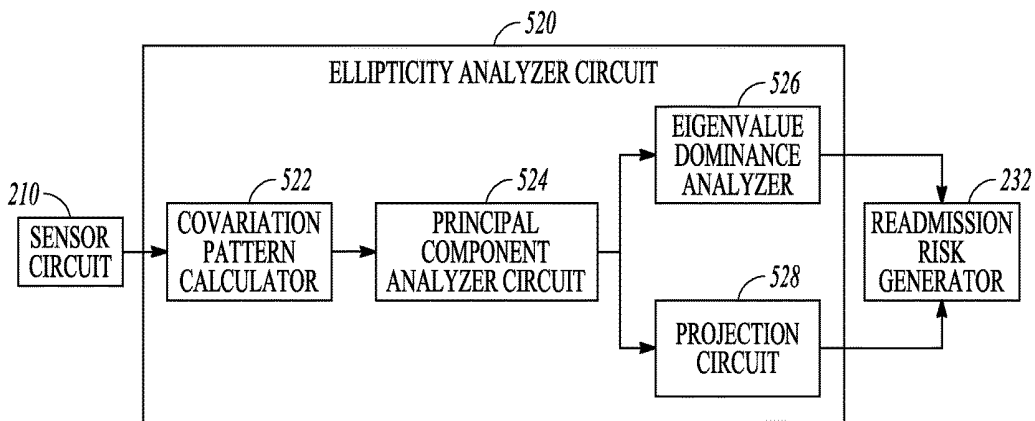 520
ELLIPTICITY ANALYZER CIRCUIT
526
EIGENVALUE
DOMINANCE
ANALYZER
210
SENSOR
CIRCUIT
522
COVARIATION
PATTERN
CALCULATOR
524
PRINCIPAL
COMPONENT
ANALYZER CIRCUIT
232
READMISSION
RISK
GENERATOR
528
PROJECTION
CIRCUIT